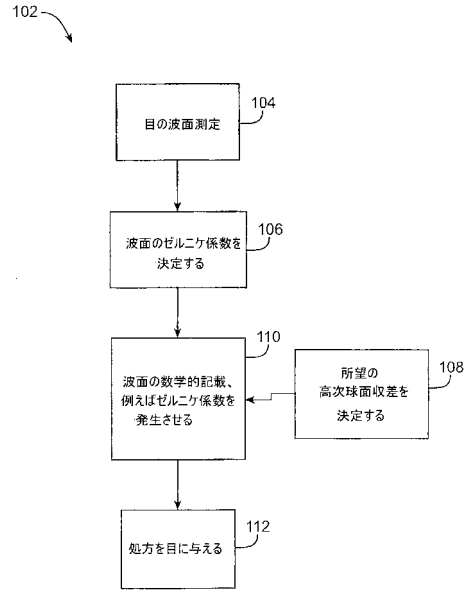 102
目の波面測定
104
波面のゼルニケ係数を
決定する
106
110
波面の数学的記載、
例えばゼルニケ係数を
発生させる
所望の
高次球面収差を
決定する
108
処方を目に与える
112